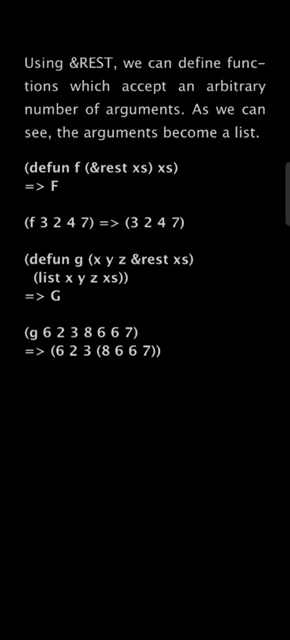 Using &REST, we can define func-
tions which accept an arbitrary
number of arguments. As we can
see, the arguments become a list.
(defun f (&rest xs) xs)
=> F
(f 3 2 4 7) => (3 2 4 7)
(defun g (x y z &rest xs)
(list x y z xs))
=> G
(g 6 2 3 8 6 6 7)
=> (6 2 3 (8 6 6 7))